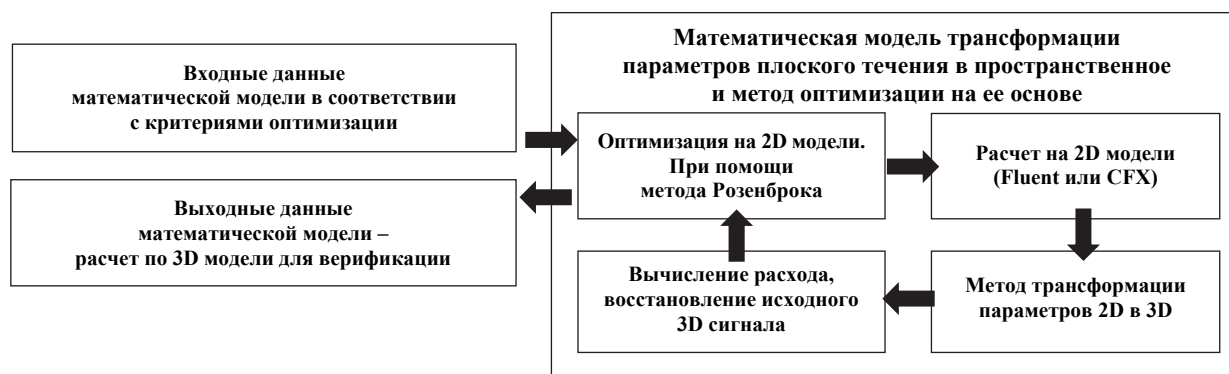 Входные данные
математической модели в соответствии
с критериями оптимизации
Выходные данные
математической модели –
расчет по 3D модели для верификации
Математическая модель трансформации
параметров плоского течения в пространственное
и метод оптимизации на ее основе
Оптимизация на 2D модели.
При помощи
метода Розенброка
Расчет на 2D модели
(Fluent или CFX)
Вычисление расхода,
восстановление исходного
3D сигнала
Метод трансформации
параметров 2D в 3D